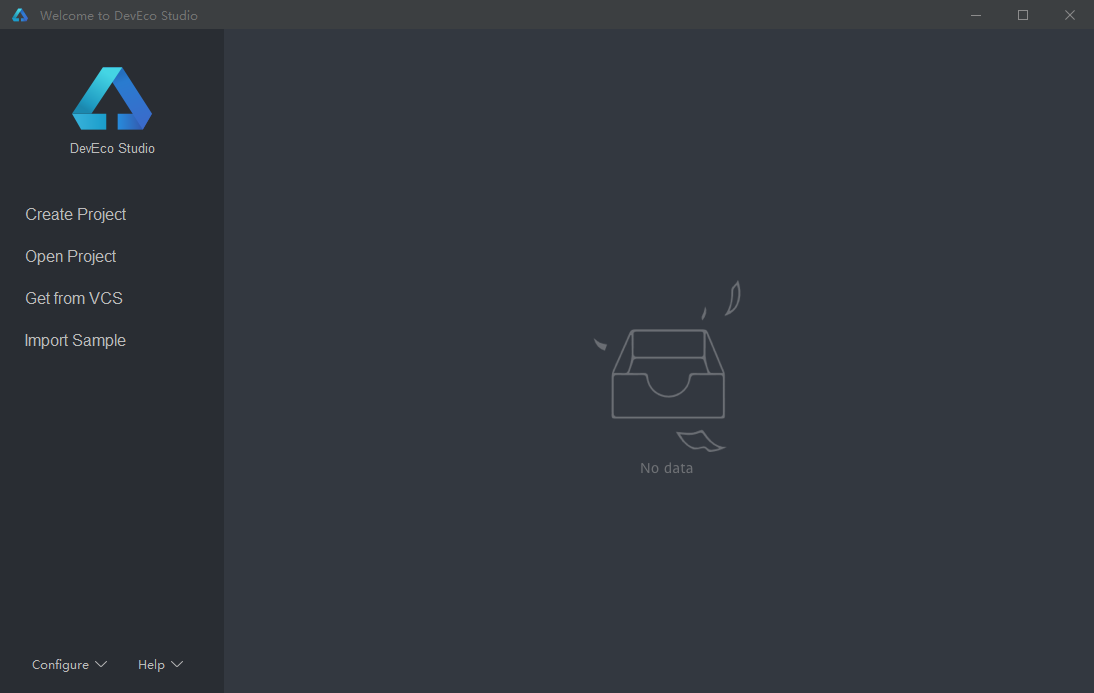 Welcome to DevEco Studio
DevEco Studio
Create Project
Open Project
Get from VCS
Import Sample
No data
Configure
Help